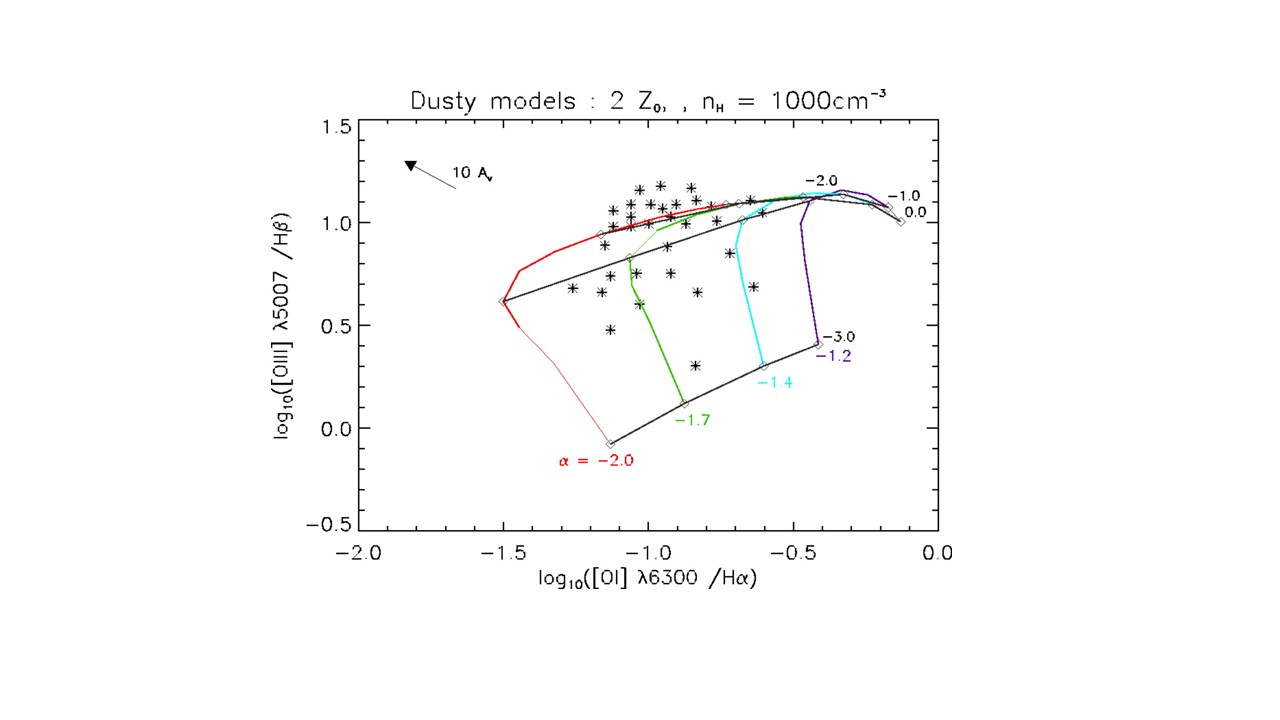 Dusty models : 2 Z₀, , n_H = 1000cm⁻³
1.5
10 Aᵥ
-2.0
-1.0
0.0
1.0
0.5
-3.0
-1.2
-1.4
-1.7
0.0
α = -2.0
-0.5
-2.0 -1.5 -1.0 -0.5 0.0
log₁₀([OI] λ6300 /Hα)
log₁₀([OIII] λ5007 /Hβ)